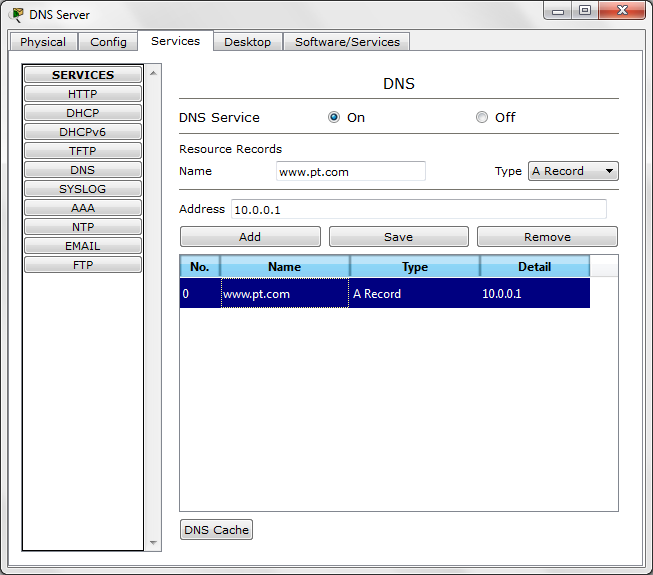 DNS Server
Physical Config Services Desktop Software/Services
SERVICES
HTTP
DHCP
DHCPv6
TFTP
DNS
SYSLOG
AAA
NTP
EMAIL
FTP
DNS
DNS Service On Off
Resource Records
Name www.pt.com Type A Record
Address 10.0.0.1
Add Save Remove
No. Name Type Detail
0 www.pt.com A Record 10.0.0.1
DNS Cache